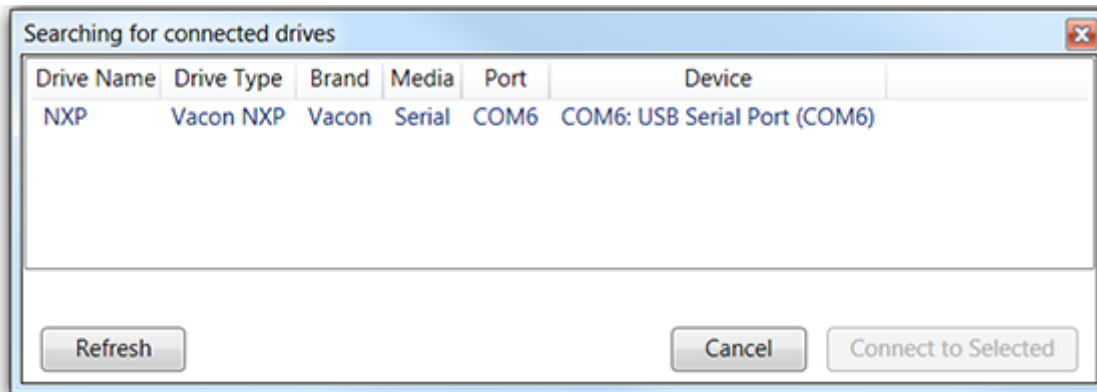 Searching for connected drives
Drive Name Drive Type Brand Media Port Device
NXP Vacon NXP Vacon Serial COM6 COM6: USB Serial Port (COM6)
Refresh Cancel Connect to Selected